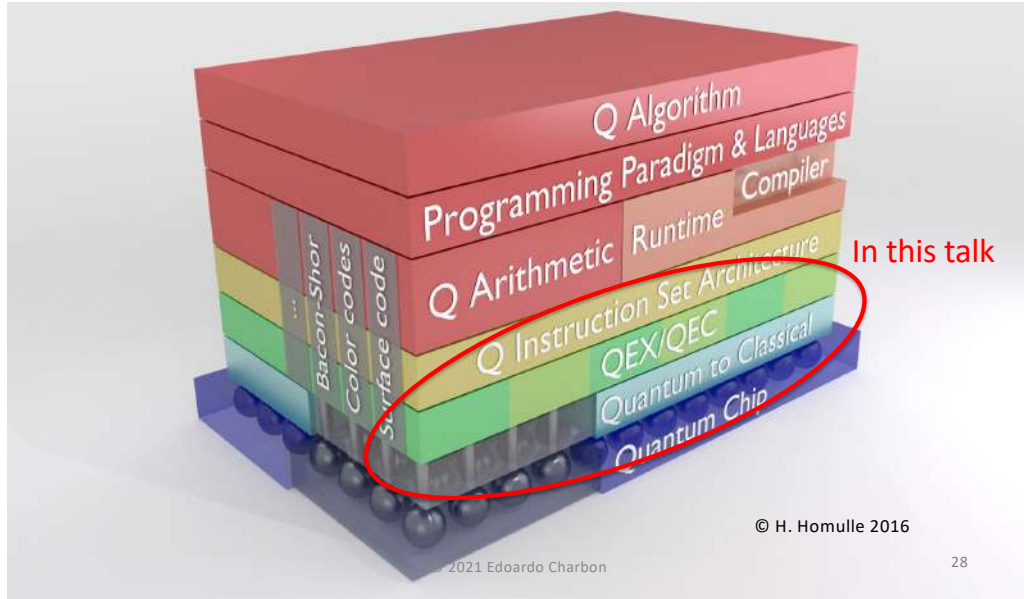 Q Algorithm
Programming Paradigm & Languages
Q Arithmetic
Runtime
Compiler
Q Instruction Set Architecture
QEX/QEC
Quantum to Classical
Quantum Chip
...
Bacon-Shor
Color codes
Surface code
In this talk
© H. Homulle 2016
© 2021 Edoardo Charbon
28